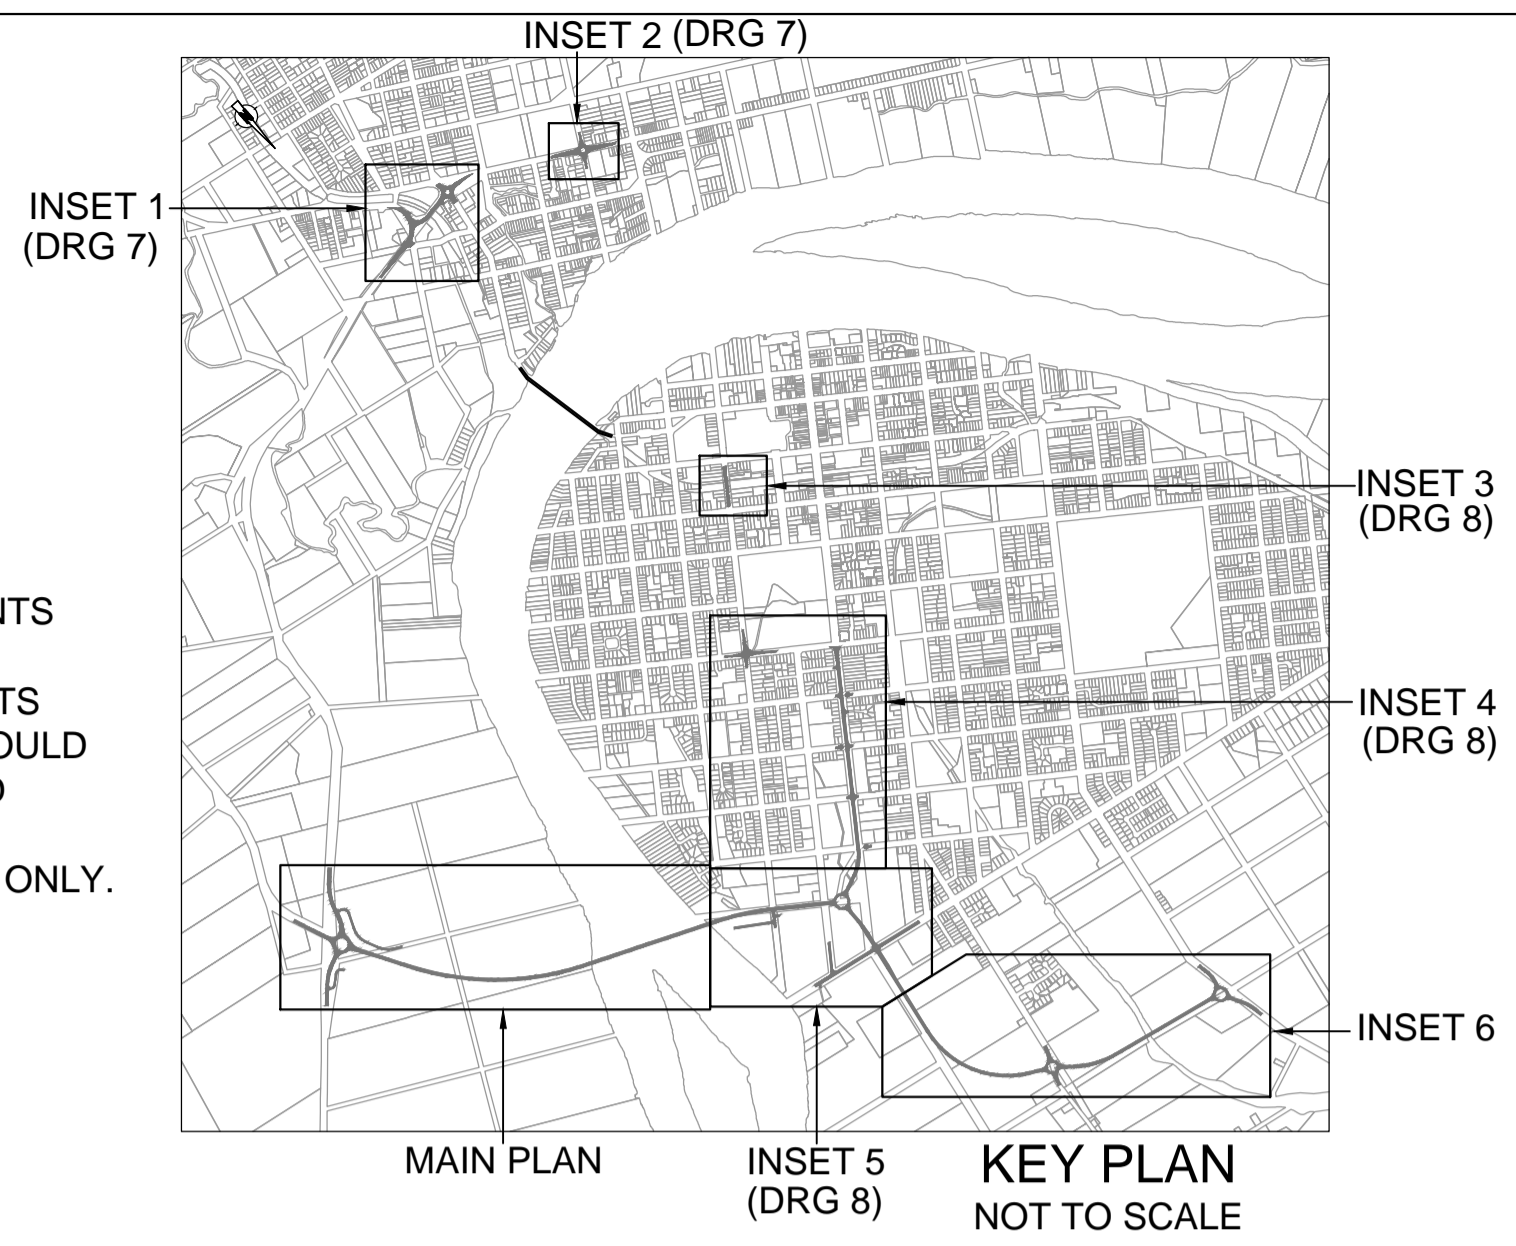 INSET 2 (DRG 7)
INSET 1
(DRG 7)
INSET 3
(DRG 8)
NTS
TS
OULD
ONLY.
INSET 4
(DRG 8)
INSET 6
MAIN PLAN
INSET 5
(DRG 8)
KEY PLAN
NOT TO SCALE